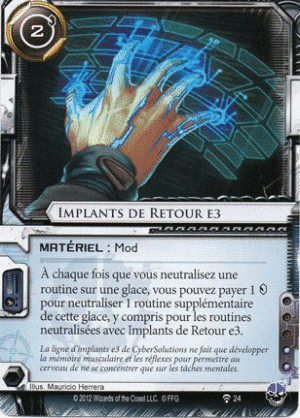 2
IMPLANTS DE RETOUR E3
MATÉRIEL : Mod
À chaque fois que vous neutralisez une
routine sur une glace, vous pouvez payer 1
pour neutraliser 1 routine supplémentaire
de cette glace, y compris pour les routines
neutralisées avec Implants de Retour e3.
La ligne d'implants e3 de CyberSolutions ne fait que développer
la mémoire musculaire et les réflexes pour permettre au
cerveau de ne se concentrer que sur les tâches mentales.
Illus. Mauricio Herrera
© 2012 Wizards of the Coast LLC. © FFG 24